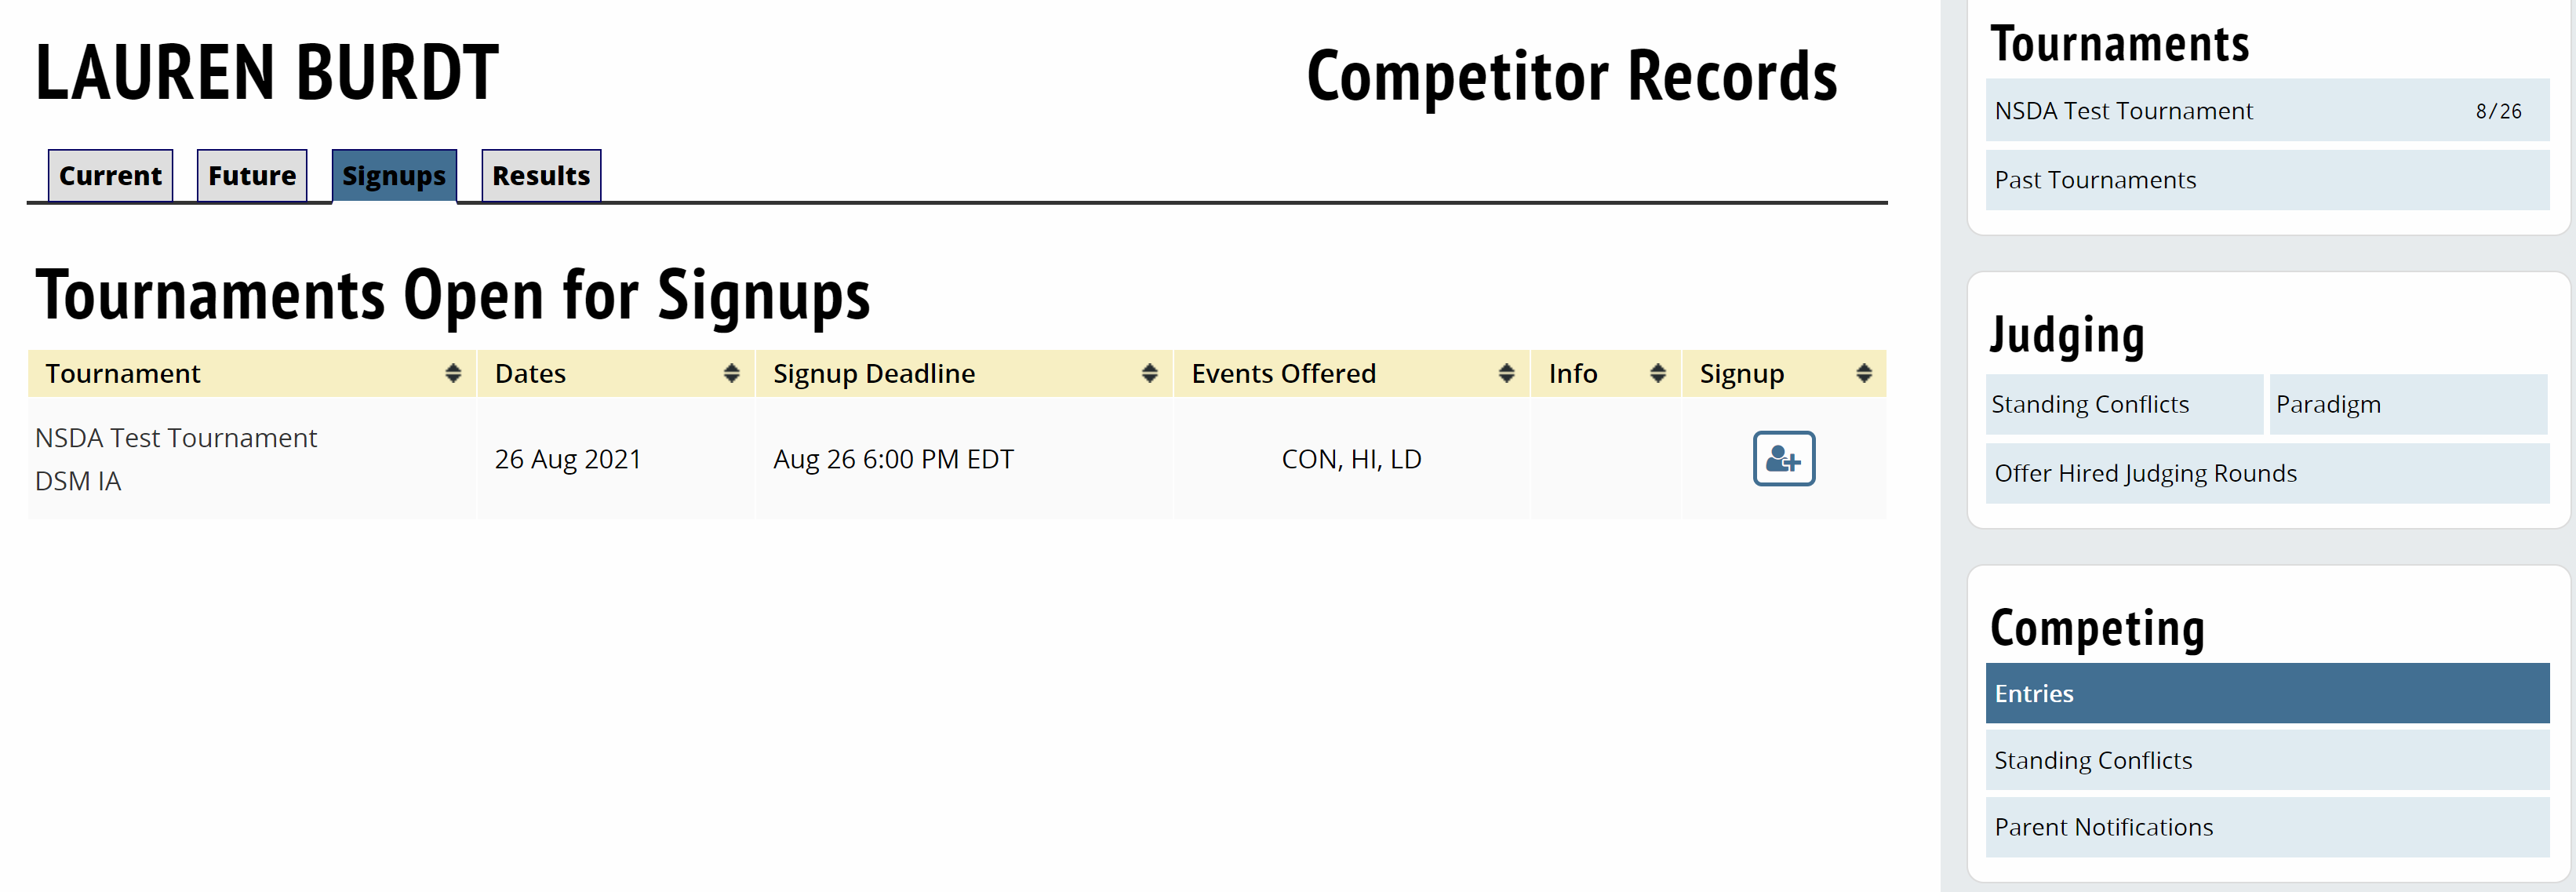 LAUREN BURDT
Competitor Records
Current Future Signups Results
Tournaments Open for Signups
Tournament Dates Signup Deadline Events Offered Info Signup
NSDA Test Tournament
DSM IA
26 Aug 2021 Aug 26 6:00 PM EDT CON, HI, LD
Tournaments
NSDA Test Tournament 8/26
Past Tournaments
Judging
Standing Conflicts Paradigm
Offer Hired Judging Rounds
Competing
Entries
Standing Conflicts
Parent Notifications